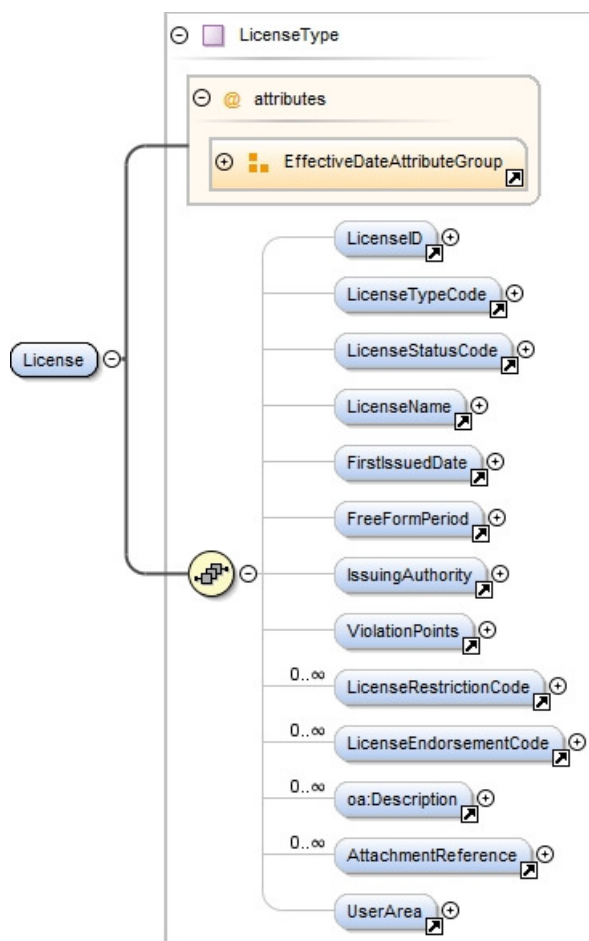 LicenseType
@ attributes
EffectiveDateAttributeGroup
LicenseID
LicenseTypeCode
LicenseStatusCode
LicenseName
License
FirstIssuedDate
FreeFormPeriod
IssuingAuthority
ViolationPoints
0..∞
LicenseRestrictionCode
0..∞
LicenseEndorsementCode
0..∞
oa:Description
0..∞
AttachmentReference
UserArea